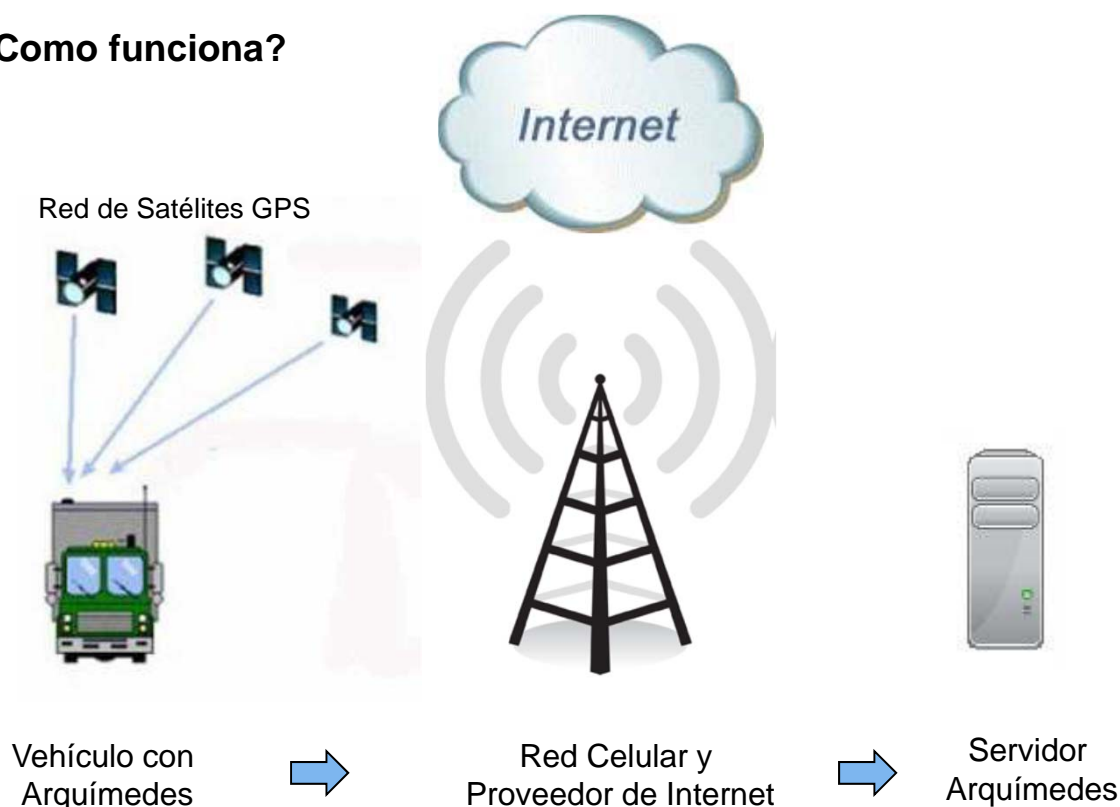 Como funciona?
Internet
Red de Satélites GPS
Vehículo con
Arquímedes
Red Celular y
Proveedor de Internet
Servidor
Arquímedes